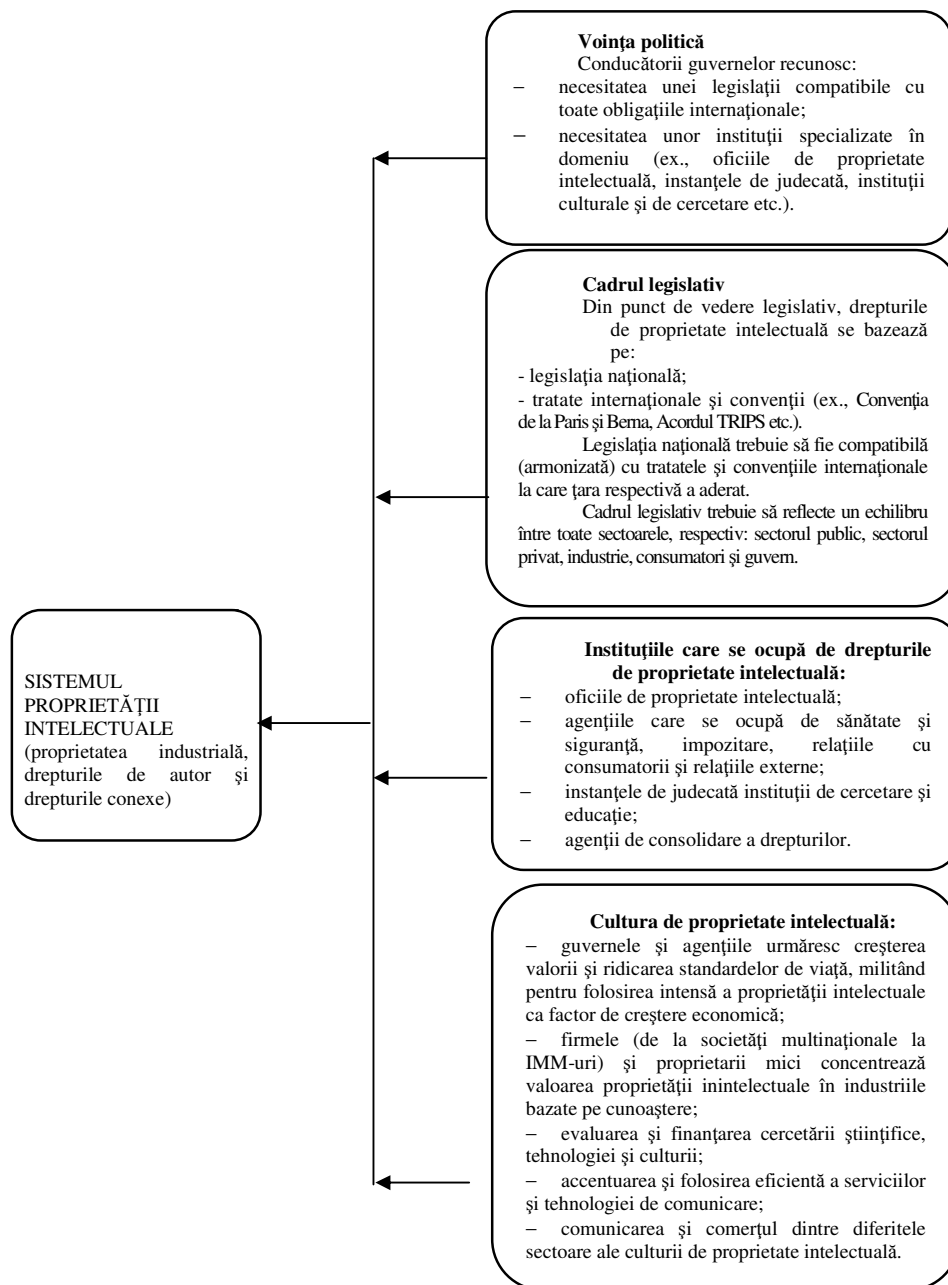 Voinţa politică
Conducătorii guvernelor recunosc:
– necesitatea unei legislaţii compatibile cu
toate obligaţiile internaţionale;
– necesitatea unor instituţii specializate în
domeniu (ex., oficiile de proprietate
intelectuală, instanţele de judecată, instituţii
culturale şi de cercetare etc.).
Cadrul legislativ
Din punct de vedere legislativ, drepturile
de proprietate intelectuală se bazează
pe:
- legislaţia naţională;
- tratate internaţionale şi convenţii (ex., Convenţia
de la Paris şi Berna, Acordul TRIPS etc.).
Legislaţia naţională trebuie să fie compatibilă
(armonizată) cu tratatele şi convenţiile internaţionale
la care ţara respectivă a aderat.
Cadrul legislativ trebuie să reflecte un echilibru
între toate sectoarele, respectiv: sectorul public, sectorul
privat, industrie, consumatori şi guvern.
SISTEMUL
PROPRIETĂŢII
INTELECTUALE
(proprietatea industrială,
drepturile de autor şi
drepturile conexe)
Instituţiile care se ocupă de drepturile
de proprietate intelectuală:
– oficiile de proprietate intelectuală;
– agenţiile care se ocupă de sănătate şi
siguranţă, impozitare, relaţiile cu
consumatorii şi relaţiile externe;
– instanţele de judecată instituţii de cercetare şi
educaţie;
– agenţii de consolidare a drepturilor.
Cultura de proprietate intelectuală:
– guvernele şi agenţiile urmăresc creşterea
valorii şi ridicarea standardelor de viaţă, militând
pentru folosirea intensă a proprietăţii intelectuale
ca factor de creştere economică;
– firmele (de la societăţi multinaţionale la
IMM-uri) şi proprietarii mici concentrează
valoarea proprietăţii inintelectuale în industriile
bazate pe cunoaştere;
– evaluarea şi finanţarea cercetării ştiinţifice,
tehnologiei şi culturii;
– accentuarea şi folosirea eficientă a serviciilor
şi tehnologiei de comunicare;
– comunicarea şi comerţul dintre diferitele
sectoare ale culturii de proprietate intelectuală.